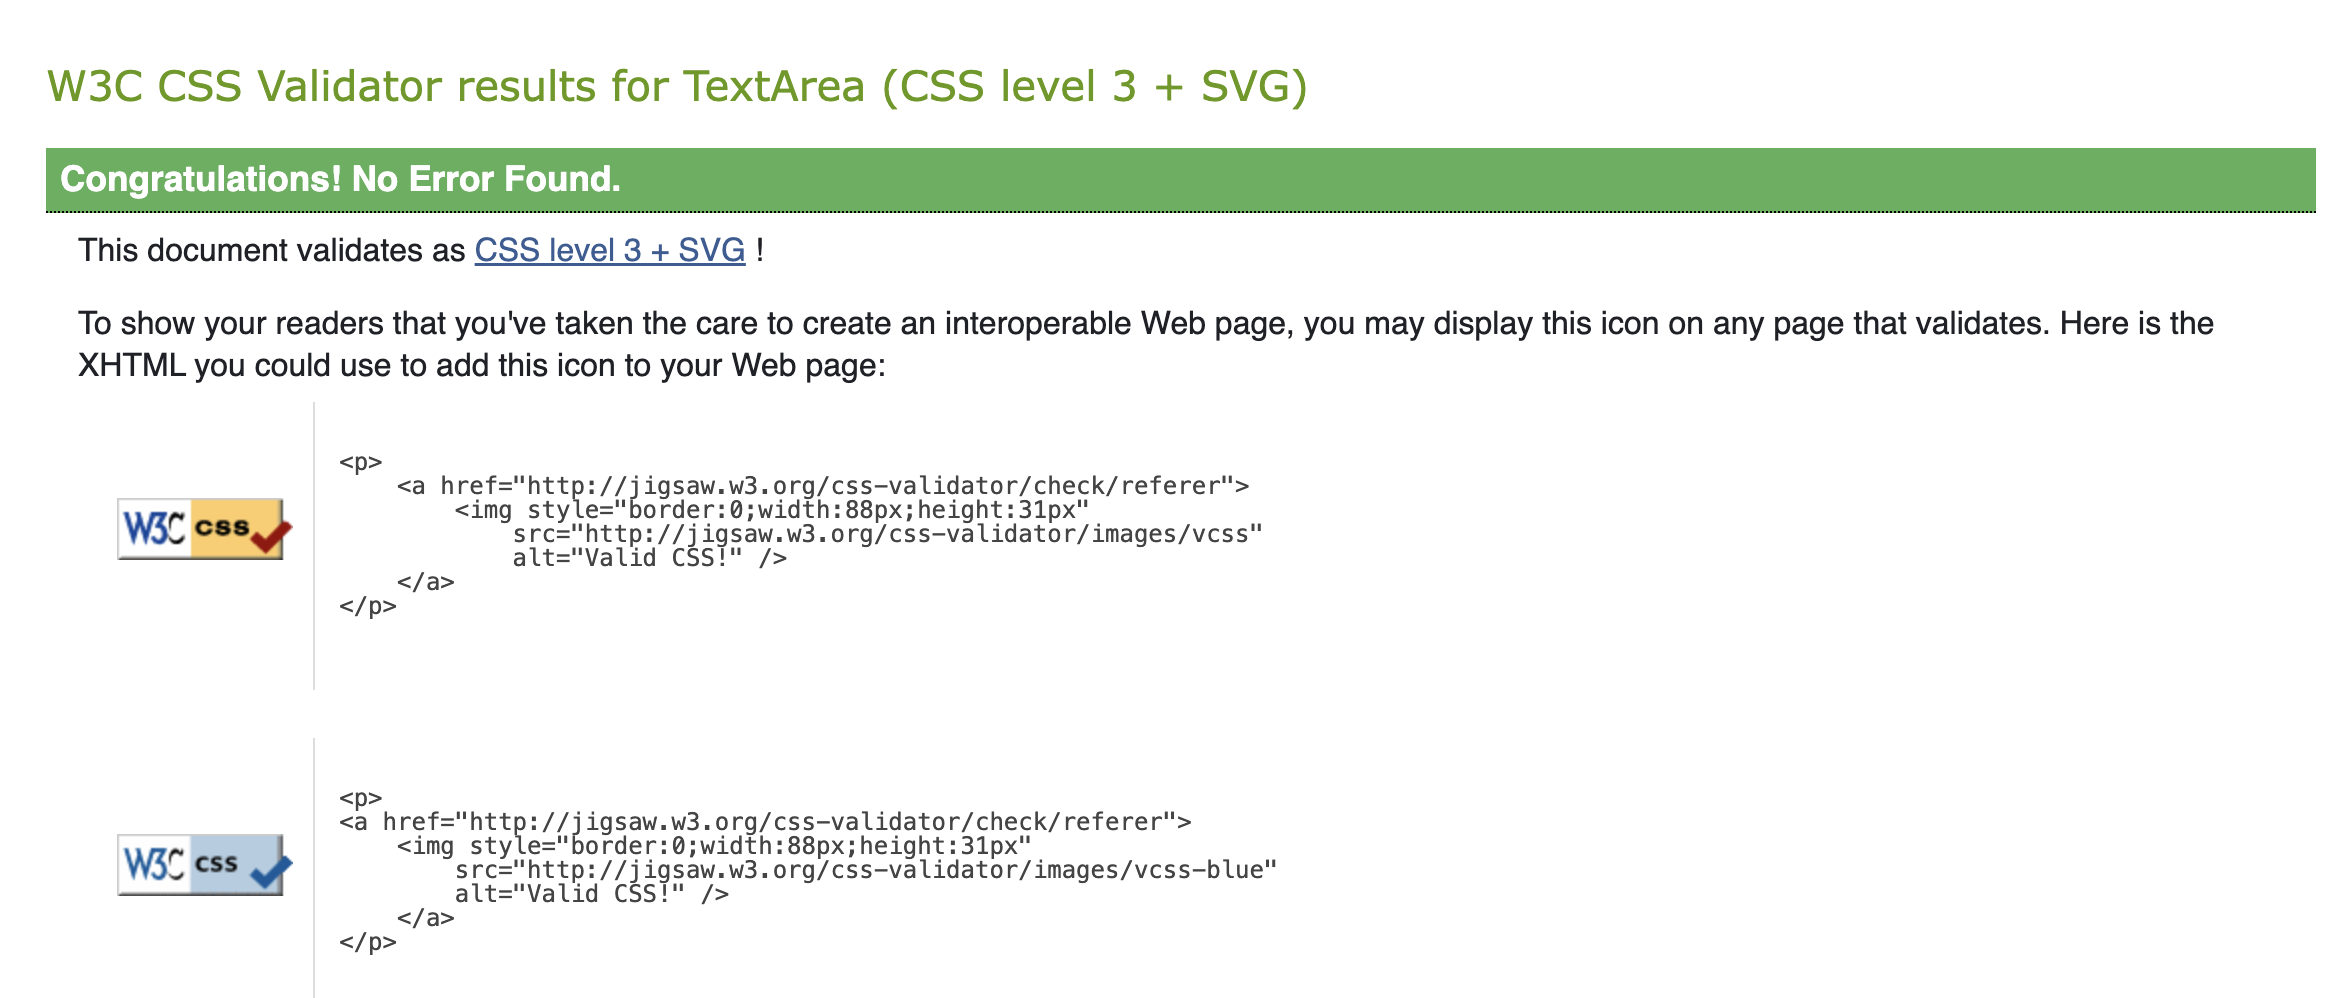 W3C CSS Validator results for TextArea (CSS level 3 + SVG)
Congratulations! No Error Found.
This document validates as CSS level 3 + SVG !
To show your readers that you've taken the care to create an interoperable Web page, you may display this icon on any page that validates. Here is the
XHTML you could use to add this icon to your Web page:
W3C css
<p>
    <a href="http://jigsaw.w3.org/css-validator/check/referer">
        <img style="border:0;width:88px;height:31px"
            src="http://jigsaw.w3.org/css-validator/images/vcss"
            alt="Valid CSS!" />
    </a>
</p>
W3C css
<p>
<a href="http://jigsaw.w3.org/css-validator/check/referer">
    <img style="border:0;width:88px;height:31px"
        src="http://jigsaw.w3.org/css-validator/images/vcss-blue"
        alt="Valid CSS!" />
    </a>
</p>